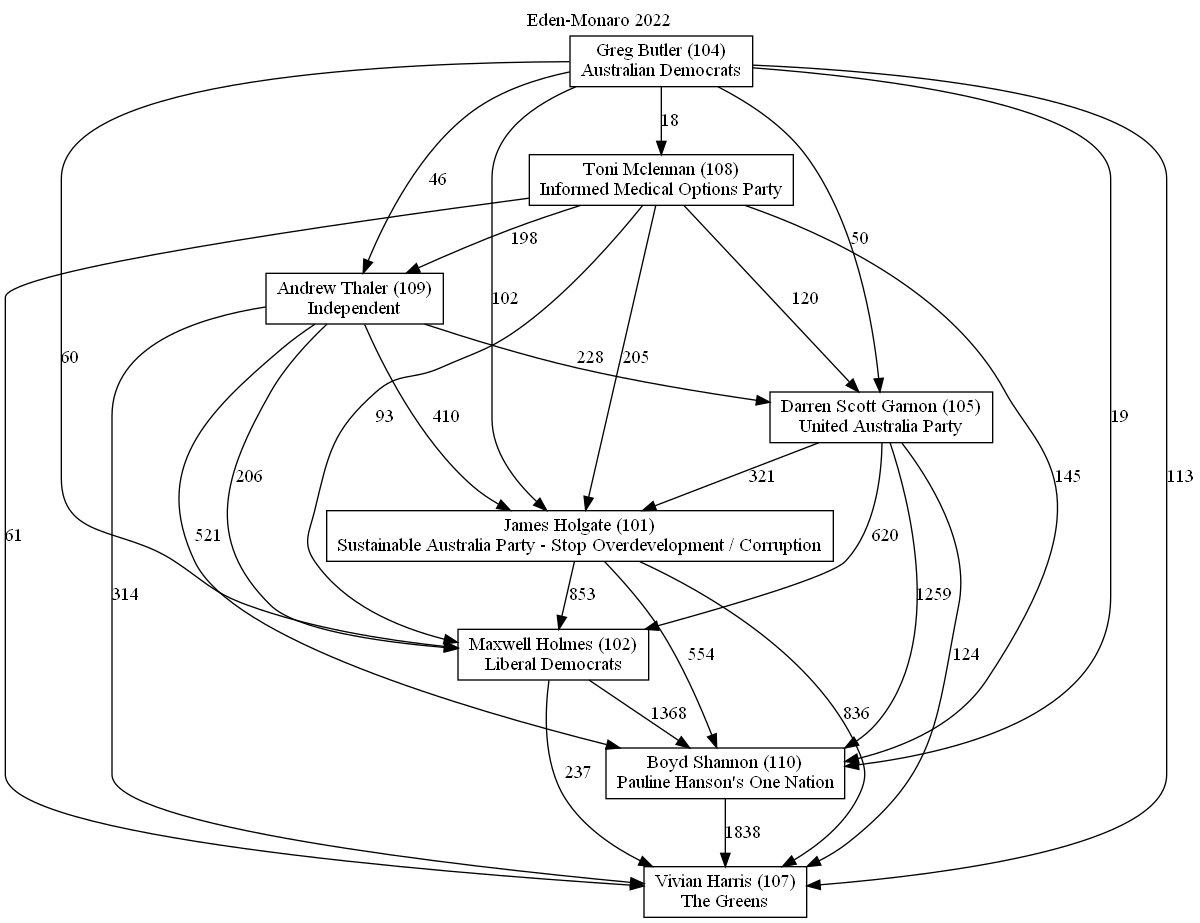 Eden-Monaro 2022
Greg Butler (104)
Australian Democrats
18
Toni Mclennan (108)
Informed Medical Options Party
46
198
50
Andrew Thaler (109)
Independent
102
120
60
228
205
93
410
19
Darren Scott Garnon (105)
United Australia Party
206
321
145
113
James Holgate (101)
Sustainable Australia Party - Stop Overdevelopment / Corruption
61
521
620
314
853
1259
Maxwell Holmes (102)
Liberal Democrats
554
124
1368
836
Boyd Shannon (110)
Pauline Hanson's One Nation
237
1838
Vivian Harris (107)
The Greens